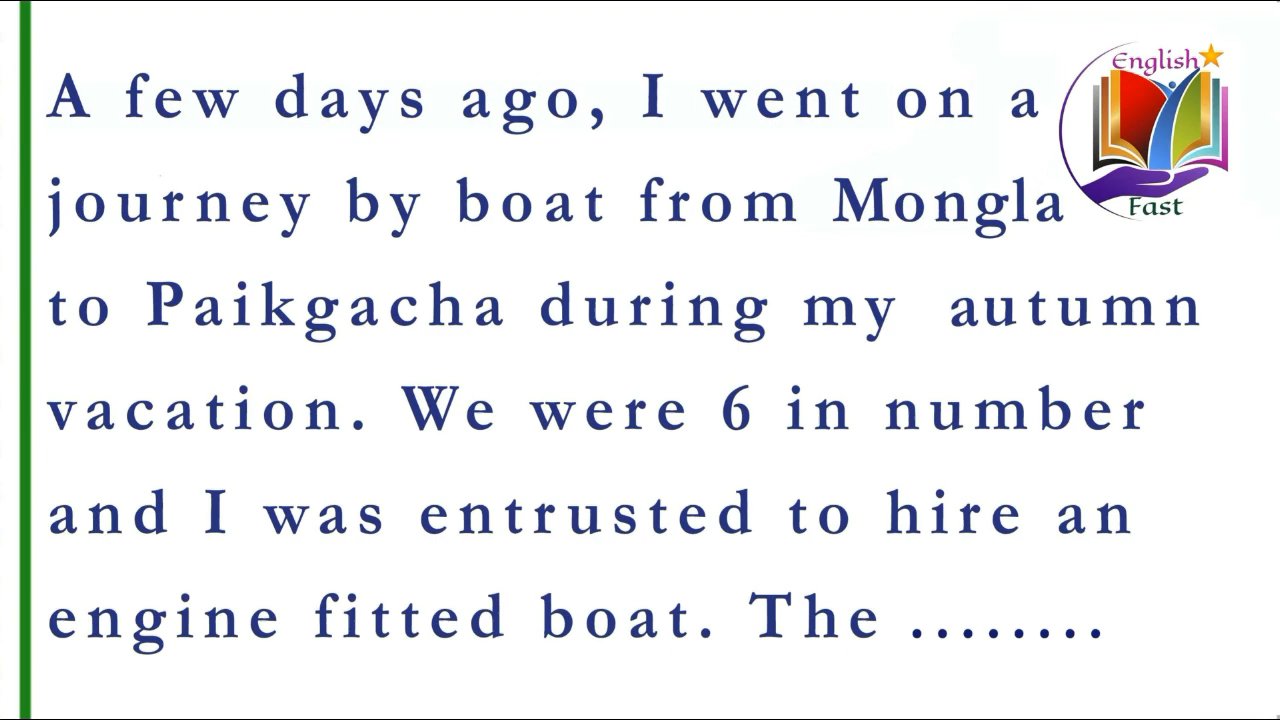 English
Fast
A few days ago, I went on a
journey by boat from Mongla
to Paikgacha during my autumn
vacation. We were 6 in number
and I was entrusted to hire an
engine fitted boat. The ........